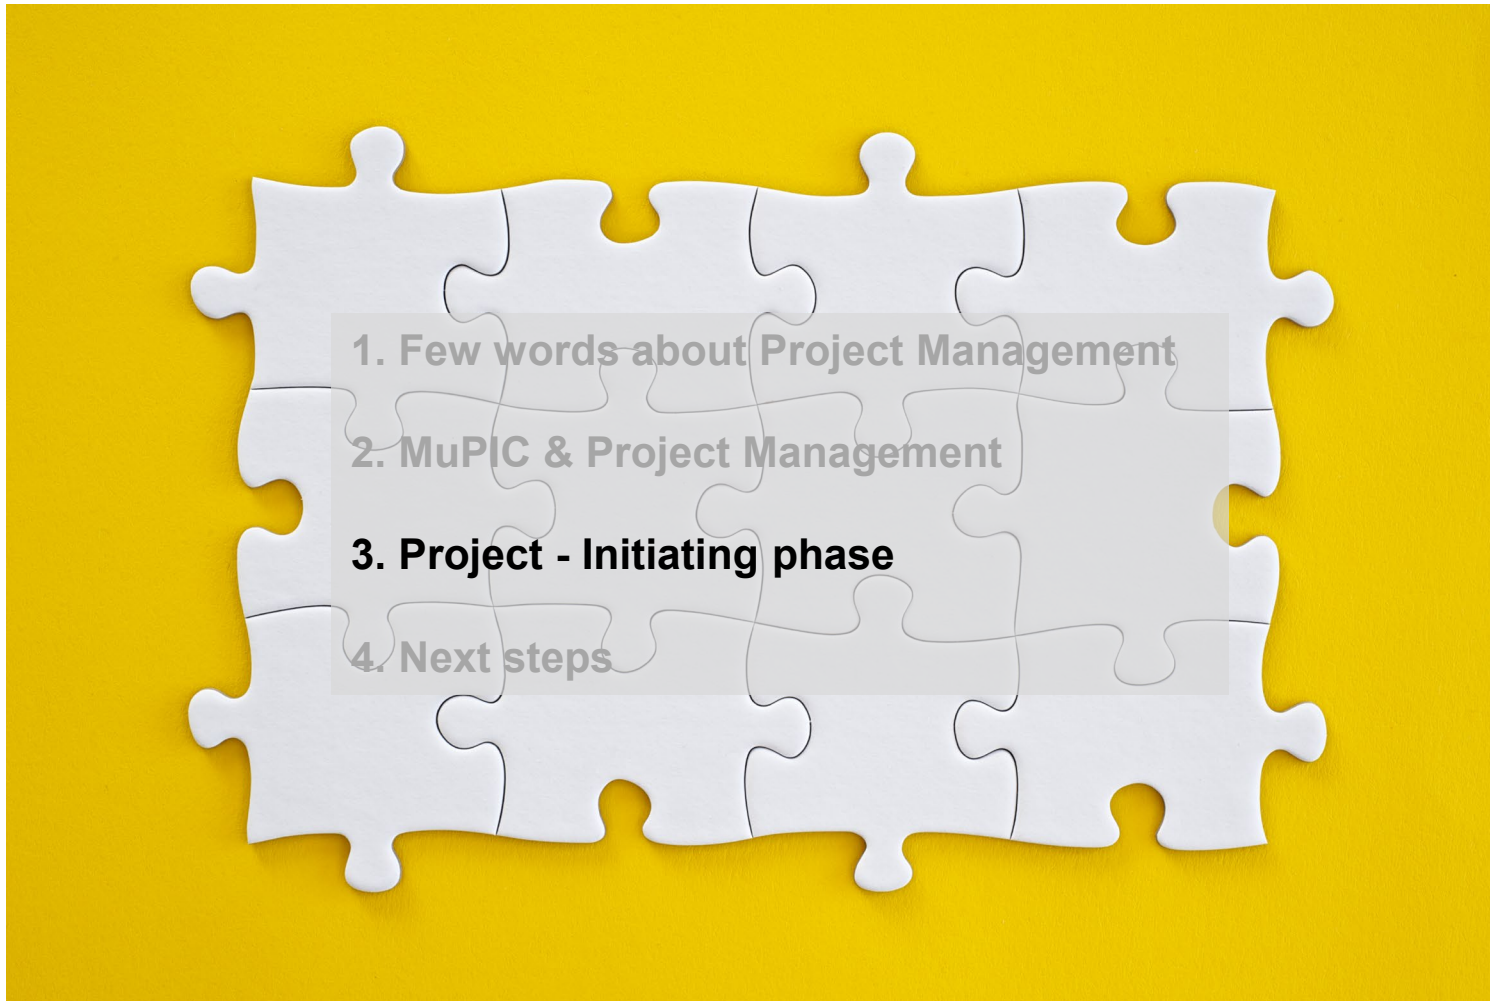 1. Few words about Project Management
2. MuPIC & Project Management
3. Project - Initiating phase
4. Next steps